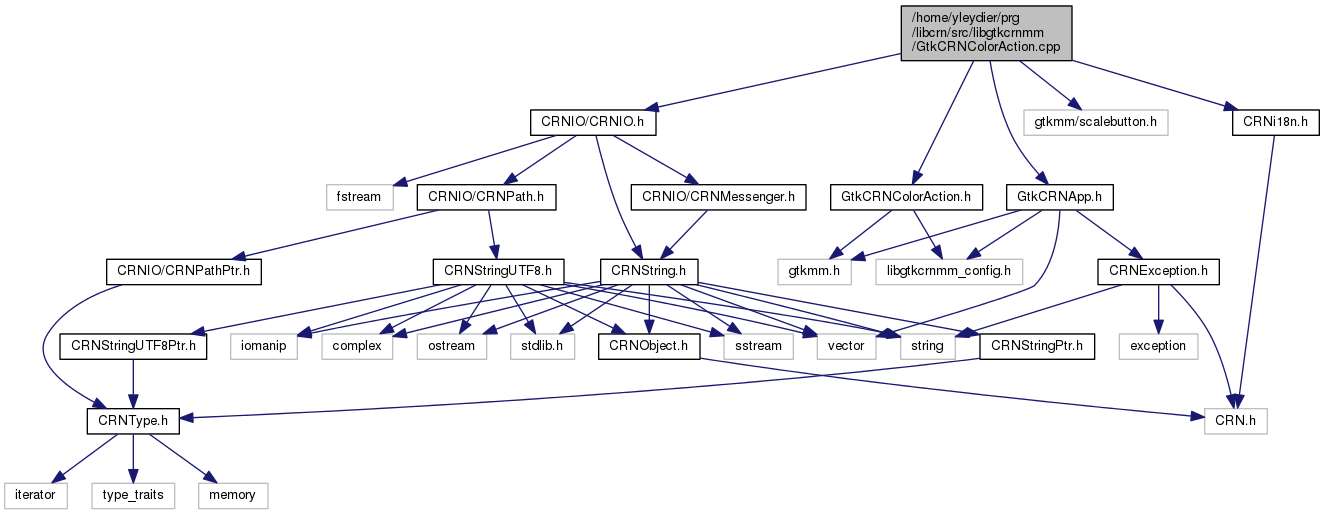 /home/yleydier/prg
/libcrn/src/libgtkcrnmm
/GtkCRNColorAction.cpp
CRNIO/CRNIO.h
gtkmm/scalebutton.h
CRNi18n.h
fstream
CRNIO/CRNPath.h
CRNIO/CRNMessenger.h
GtkCRNColorAction.h
GtkCRNApp.h
CRNIO/CRNPathPtr.h
CRNStringUTF8.h
CRNString.h
gtkmm.h
libgtkcrnmm_config.h
CRNException.h
CRNStringUTF8Ptr.h
iomanip
complex
ostream
stdlib.h
CRNObject.h
sstream
vector
string
CRNStringPtr.h
exception
CRNType.h
CRN.h
iterator
type_traits
memory